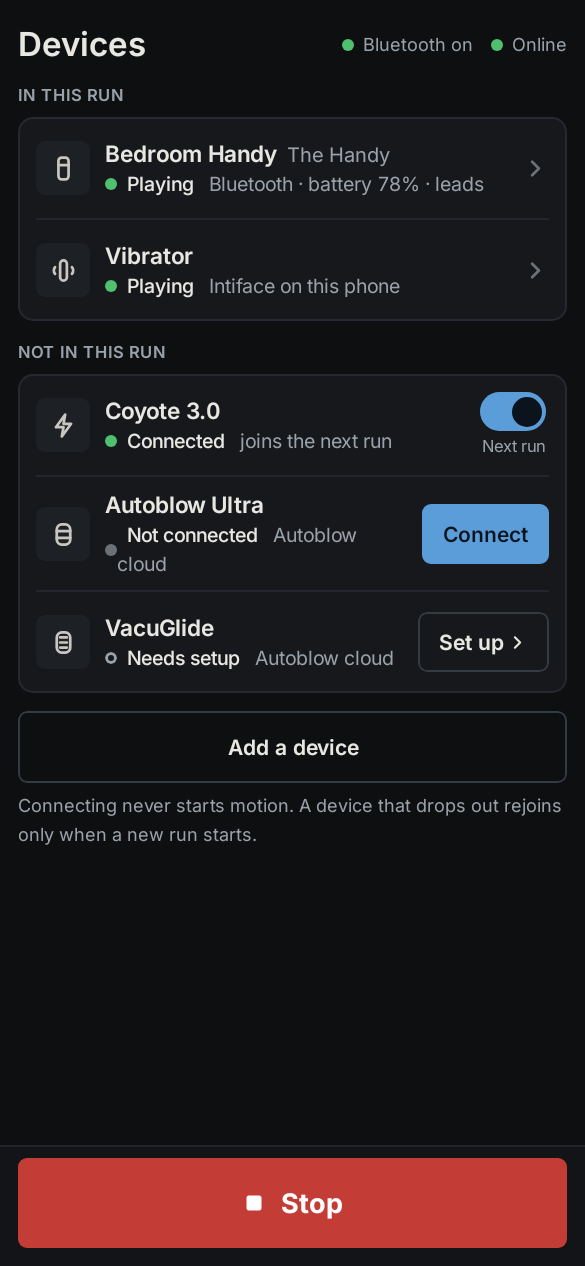 Devices
Bluetooth on
Online
IN THIS RUN
Bedroom Handy The Handy
Playing Bluetooth · battery 78% · leads
Vibrator
Playing Intiface on this phone
NOT IN THIS RUN
Coyote 3.0
Connected joins the next run
Next run
Autoblow Ultra
Not connected Autoblow
cloud
Connect
VacuGlide
Needs setup Autoblow cloud
Set up
Add a device
Connecting never starts motion. A device that drops out rejoins
only when a new run starts.
Stop